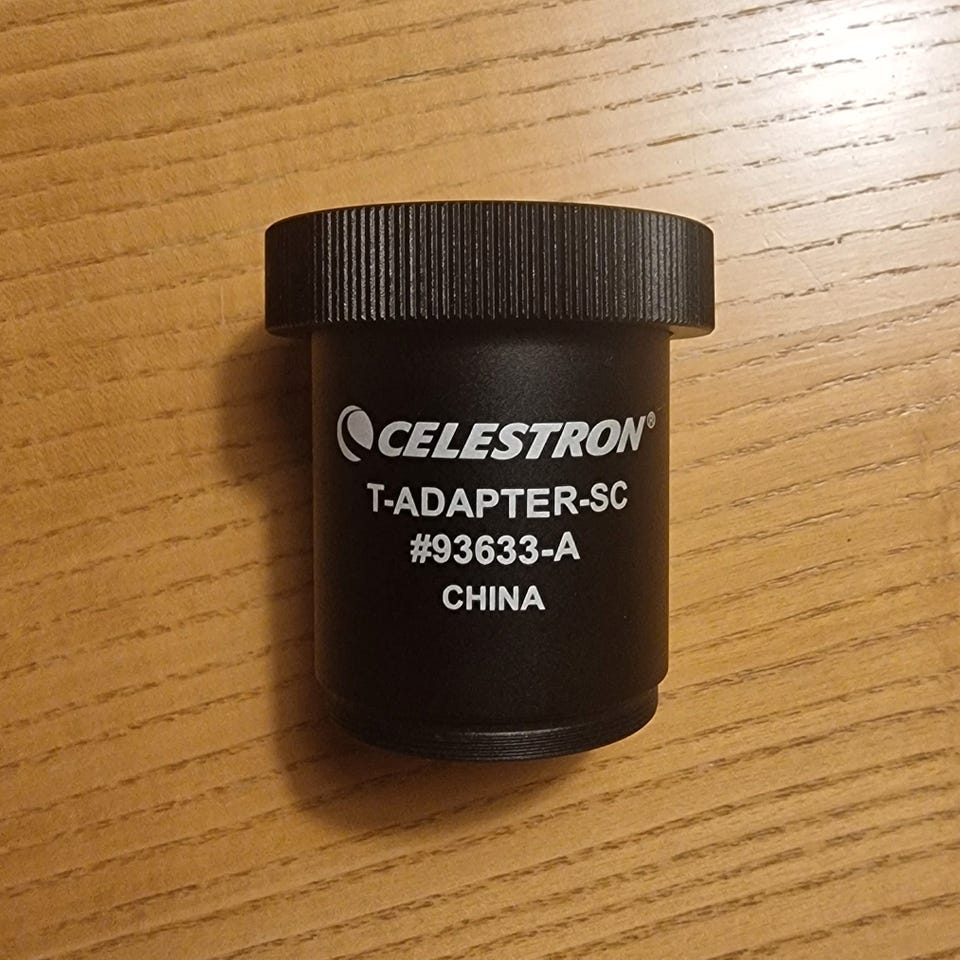 CELESTRON®
T-ADAPTER-SC
#93633-A
CHINA